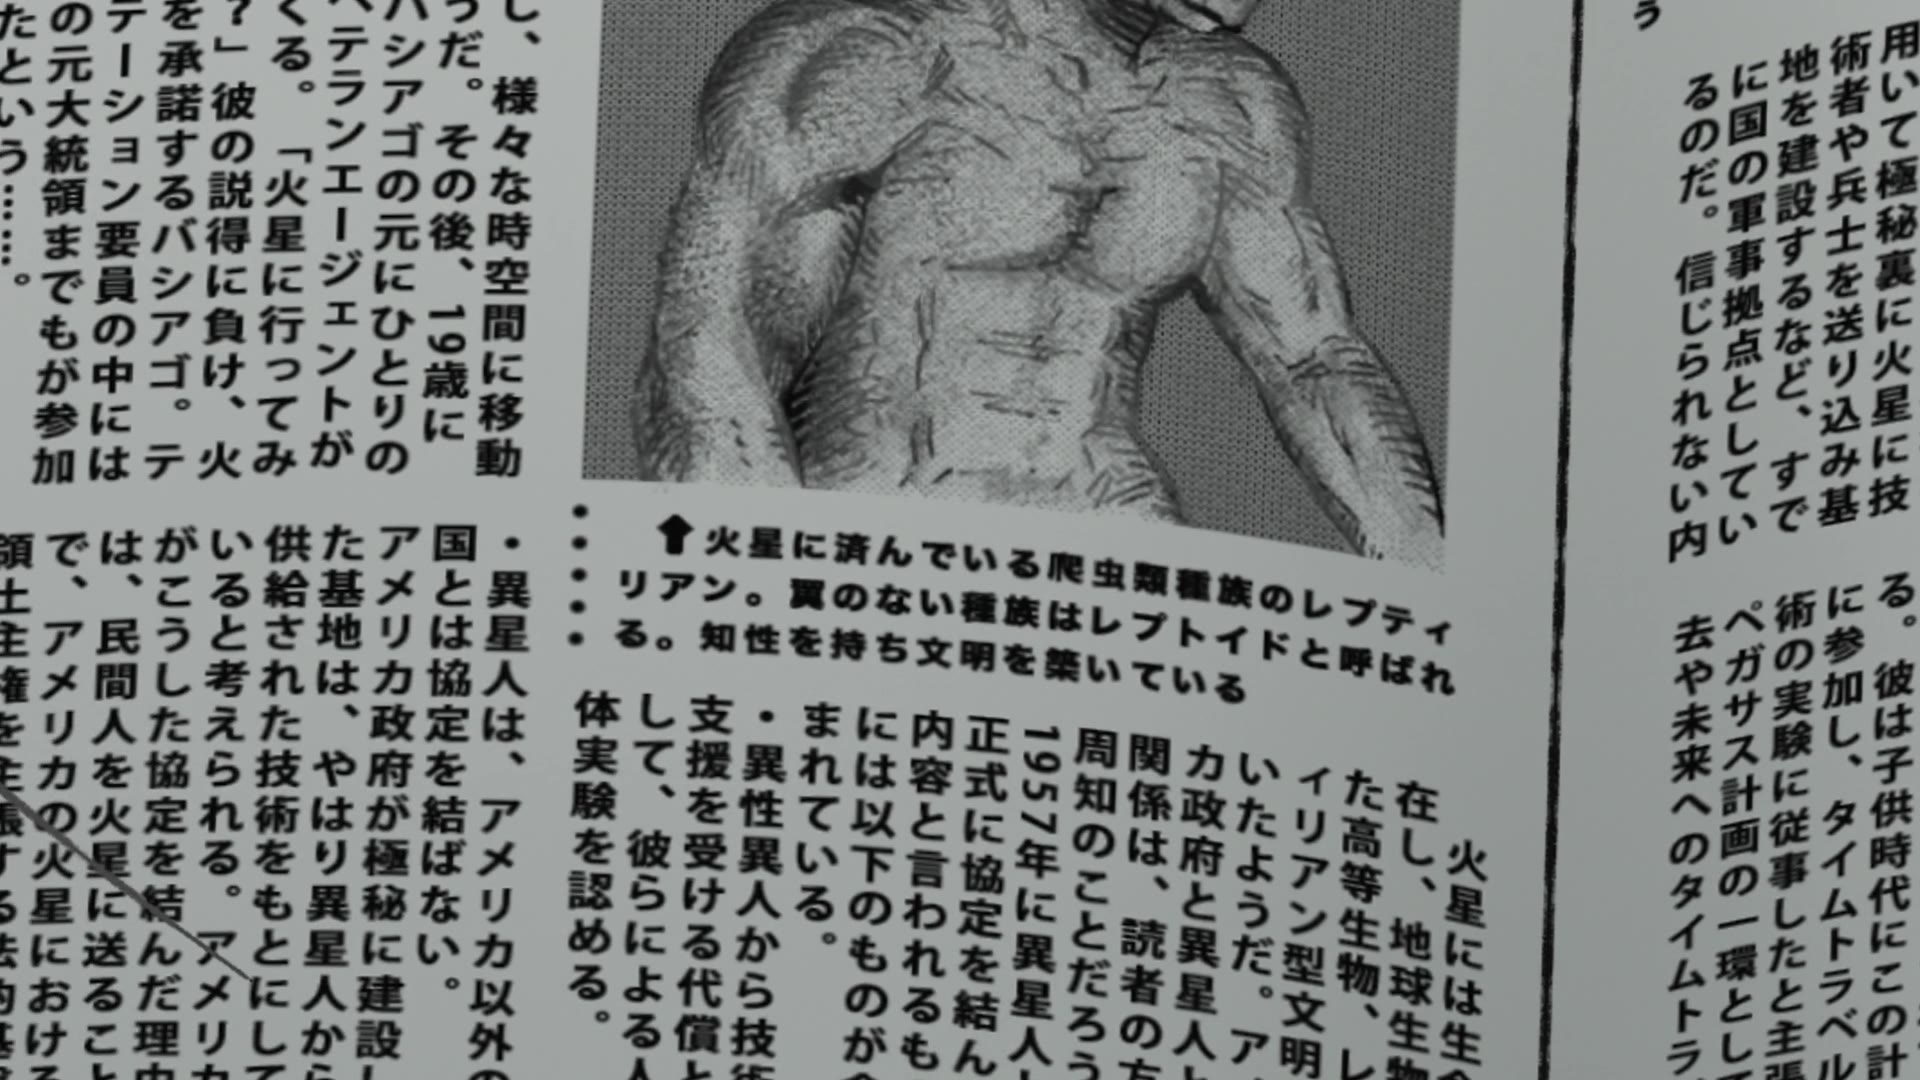 用いて極秘裏に火星に技
術者や兵士を送り込み基
地を建設するなど、すで
に国の軍事拠点としてい
るのだ。信じられない内
う
る。彼は子供時代にこの計
に参加し、タイムトラベル
術の実験に従事したと主張
ペガサス計画の一環として
去や未来へのタイムトラ
し、様々な時空間に移動
うだ。その後、19歳に
バシアゴの元にひとりの
ベテランエージェントが
くる。「火星に行ってみ
？」彼の説得に負け、火
を承諾するバシアゴ。テ
テーション要員の中には
の元大統領までもが参加
たという……。
⬆火星に済んでいる爬虫類種族のレプティ
リアン。翼のない種族はレプトイドと呼ばれ
る。知性を持ち文明を築いている
火星には生
在し、地球生物
た高等生物、レ
ィリアン型文明
いたようだ。ア
カ政府と異星人と
関係は、読者の方
周知のことだろう
1957年に異星人
正式に協定を結ん
内容と言われるも
には以下のものが
まれている。
・異性異人から技術
支援を受ける代償と
して、彼らによる人
体実験を認める。
・異星人は、アメリカ以外の
国とは協定を結ばない。
アメリカ政府が極秘に建設し
た基地は、やはり異星人から
供給された技術をもとにして
いると考えられる。アメリカ
がこうした協定を結んだ理由
は、民間人を火星に送ること
で、アメリカの火星における
領土主権を主張する法的基